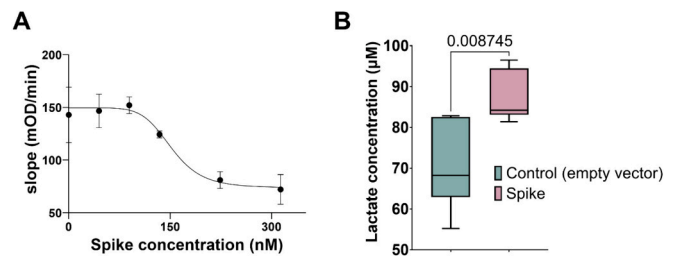 A
slope (mOD/min)
200
150
100
50
0
150
300
Spike concentration (nM)
B
Lactate concentration (µM)
100
90
80
70
60
50
0.008745
Control (empty vector)
Spike